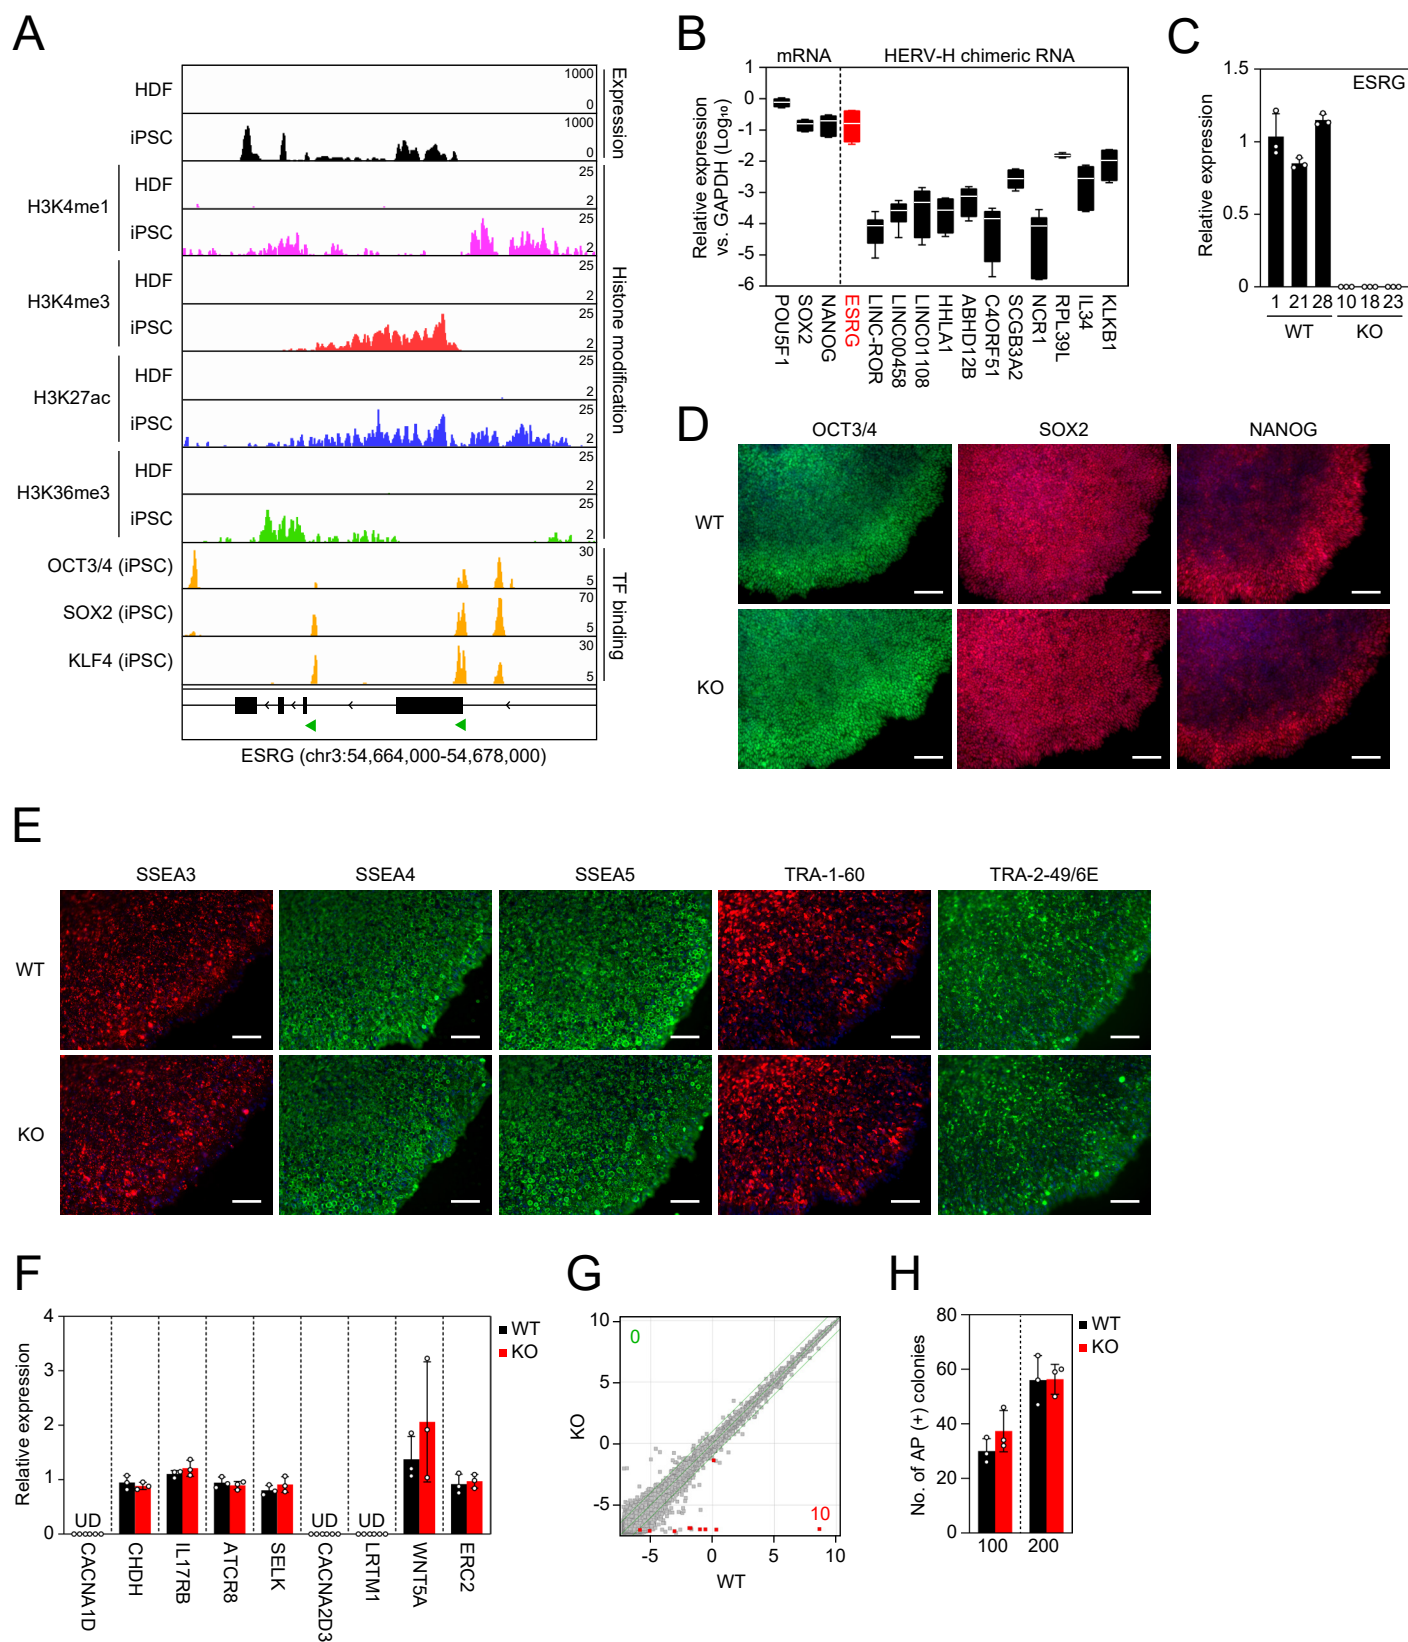 A
HDF
1000
0
iPSC
1000
0
Expression
H3K4me1
HDF
25
2
iPSC
25
2
H3K4me3
HDF
25
2
iPSC
25
2
H3K27ac
HDF
25
2
iPSC
25
2
H3K36me3
HDF
25
2
iPSC
25
2
Histone modification
OCT3/4 (iPSC)
30
5
SOX2 (iPSC)
70
5
KLF4 (iPSC)
30
5
TF binding
ESRG (chr3:54,664,000-54,678,000)
B
mRNA
HERV-H chimeric RNA
Relative expression
vs. GAPDH (Log₁₀)
1
0
-1
-2
-3
-4
-5
-6
POU5F1
SOX2
NANOG
ESRG
LINC-ROR
LINC00458
LINC01108
HHLA1
ABHD12B
C4ORF51
SCGB3A2
NCR1
RPL39L
IL34
KLKB1
C
ESRG
Relative expression
1.5
1
0.5
0
1 21 28 10 18 23
WT KO
D
OCT3/4 SOX2 NANOG
WT
KO
E
SSEA3 SSEA4 SSEA5 TRA-1-60 TRA-2-49/6E
WT
KO
F
Relative expression
4
3
2
1
0
WT
KO
UD
UD
UD
CACNA1D
CHDH
IL17RB
ATCR8
SELK
CACNA2D3
LRTM1
WNT5A
ERC2
G
KO
10
5
0
-5
0
10
-5 0 5 10
WT
H
No. of AP (+) colonies
80
60
40
20
0
WT
KO
100 200